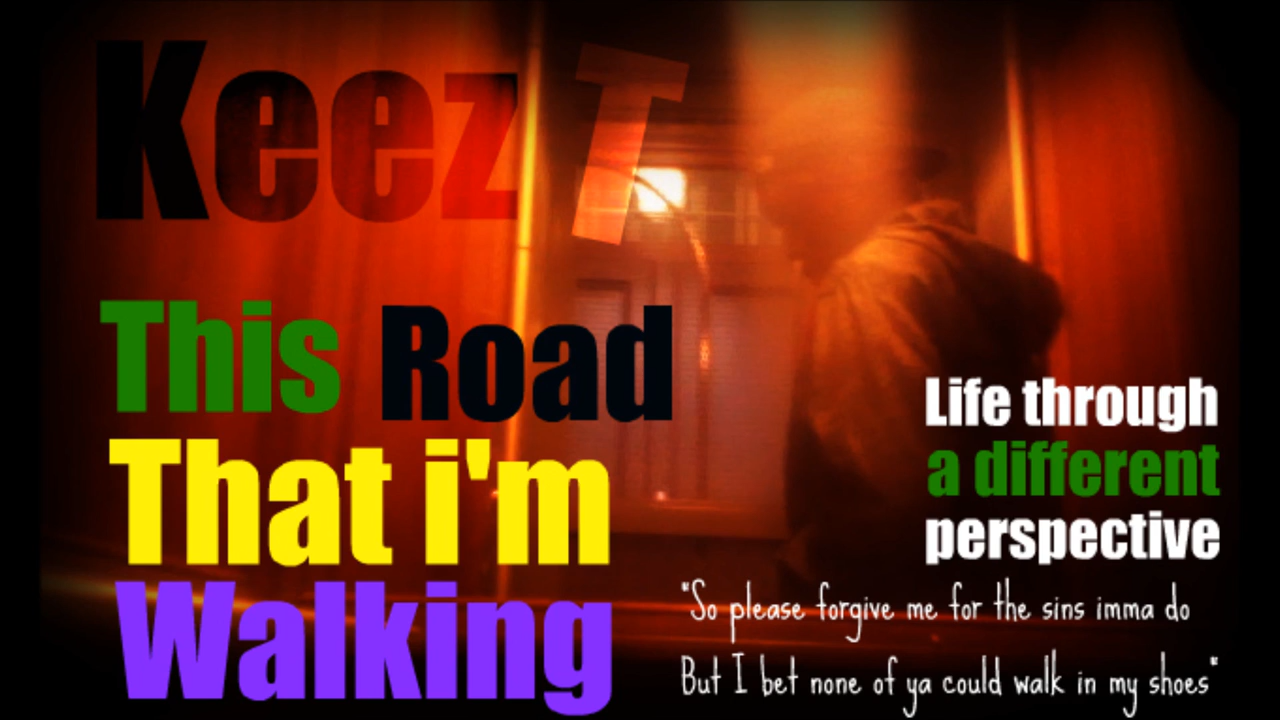 Keez T
This Road
That i'm
Walking
Life through
a different
perspective
"So please forgive me for the sins imma do
But I bet none of ya could walk in my shoes"